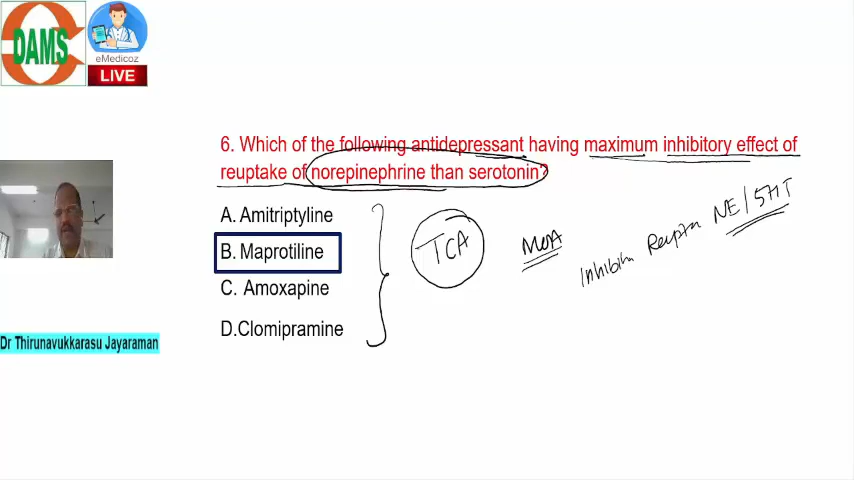 DAMS
eMedicoz
LIVE
6. Which of the following antidepressant having maximum inhibitory effect of
reuptake of norepinephrine than serotonin?
A. Amitriptyline
B. Maprotiline
C. Amoxapine
D.Clomipramine
TCA
MOA
Inhibition Reuptake NE/5HT
Dr Thirunavukkarasu Jayaraman